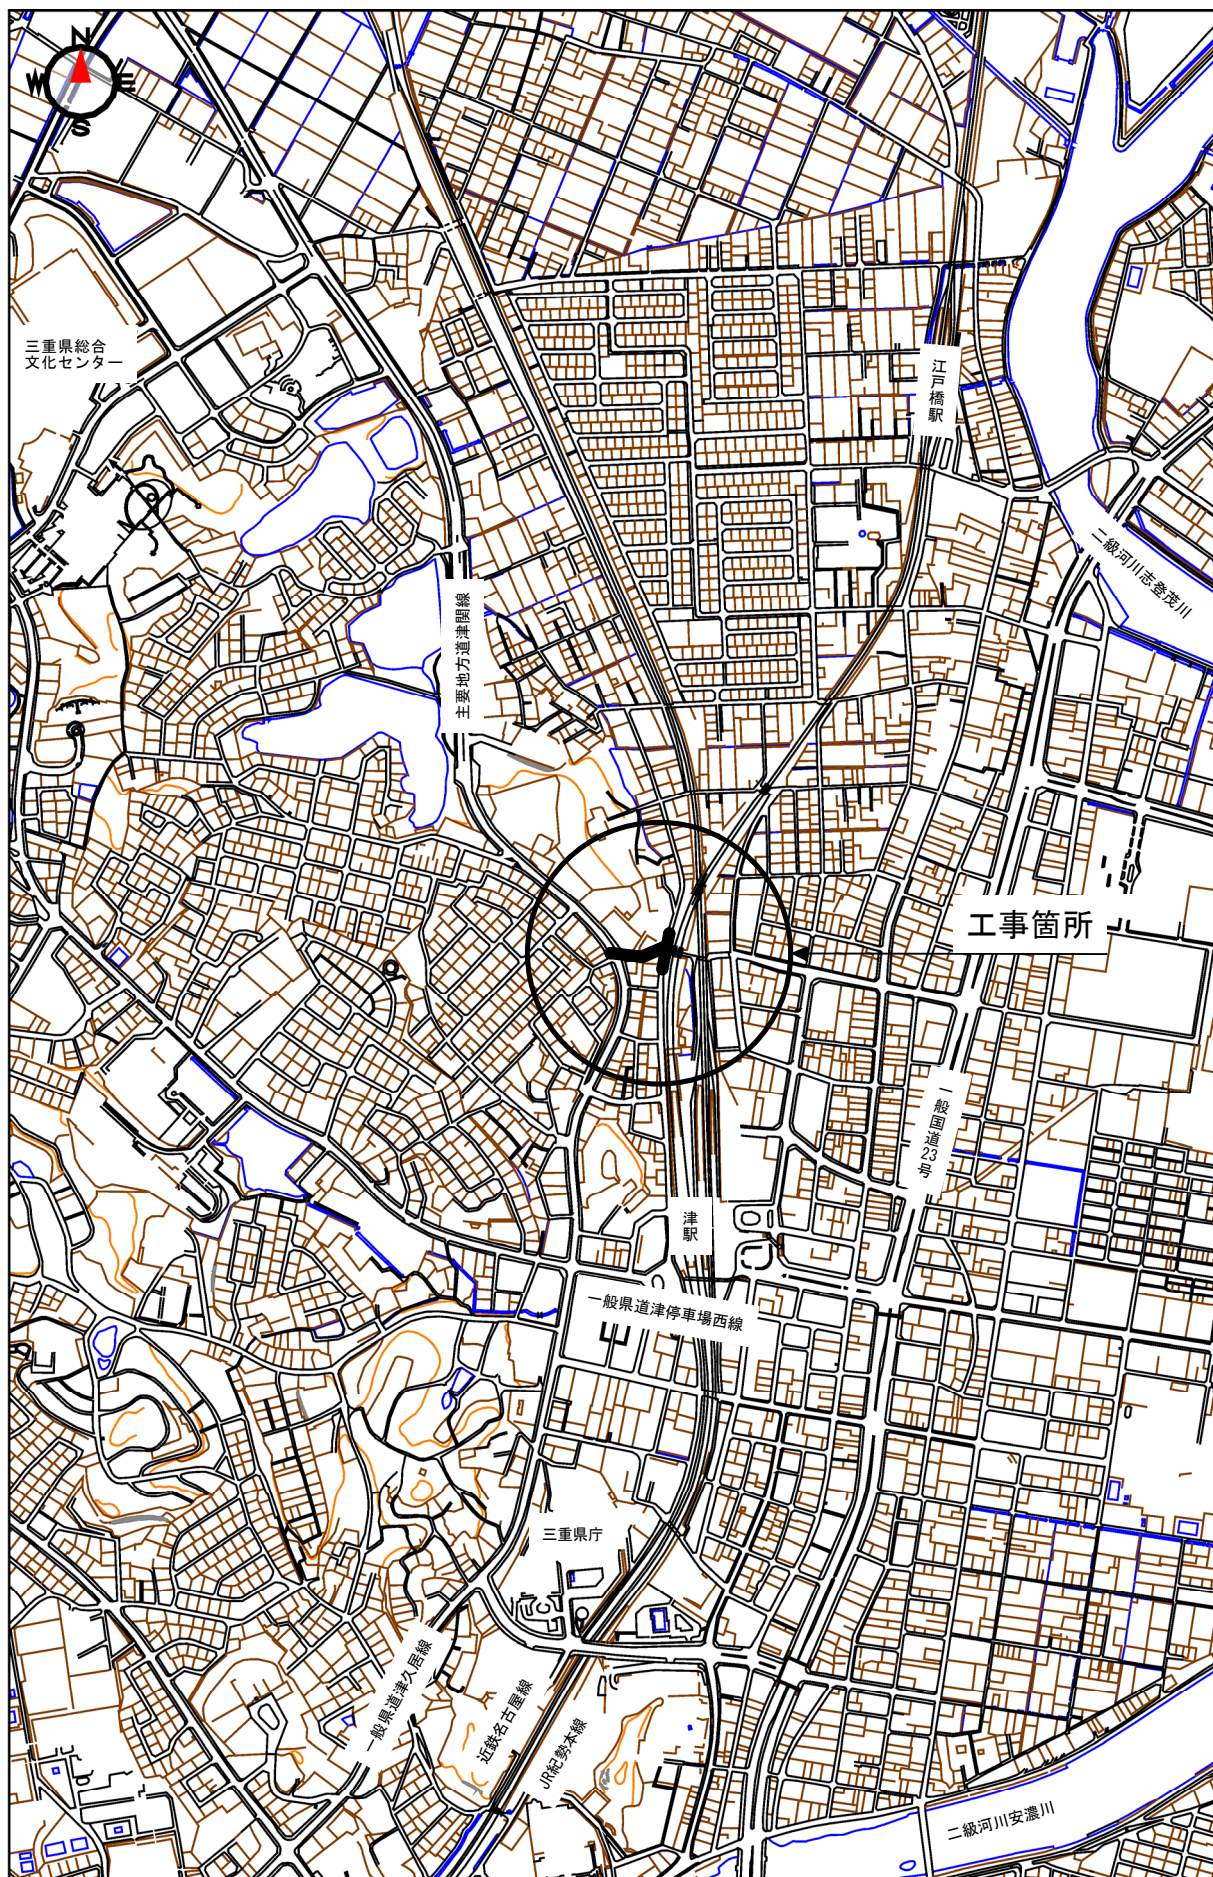 N
W
E
S
三重県総合
文化センター
江戸橋駅
二級河川志登茂川
主要地方道津関線
工事箇所
一般国道23号
津駅
一般県道津停車場西線
三重県庁
一般県道津久居線
近鉄名古屋線
JR紀勢本線
二級河川安濃川